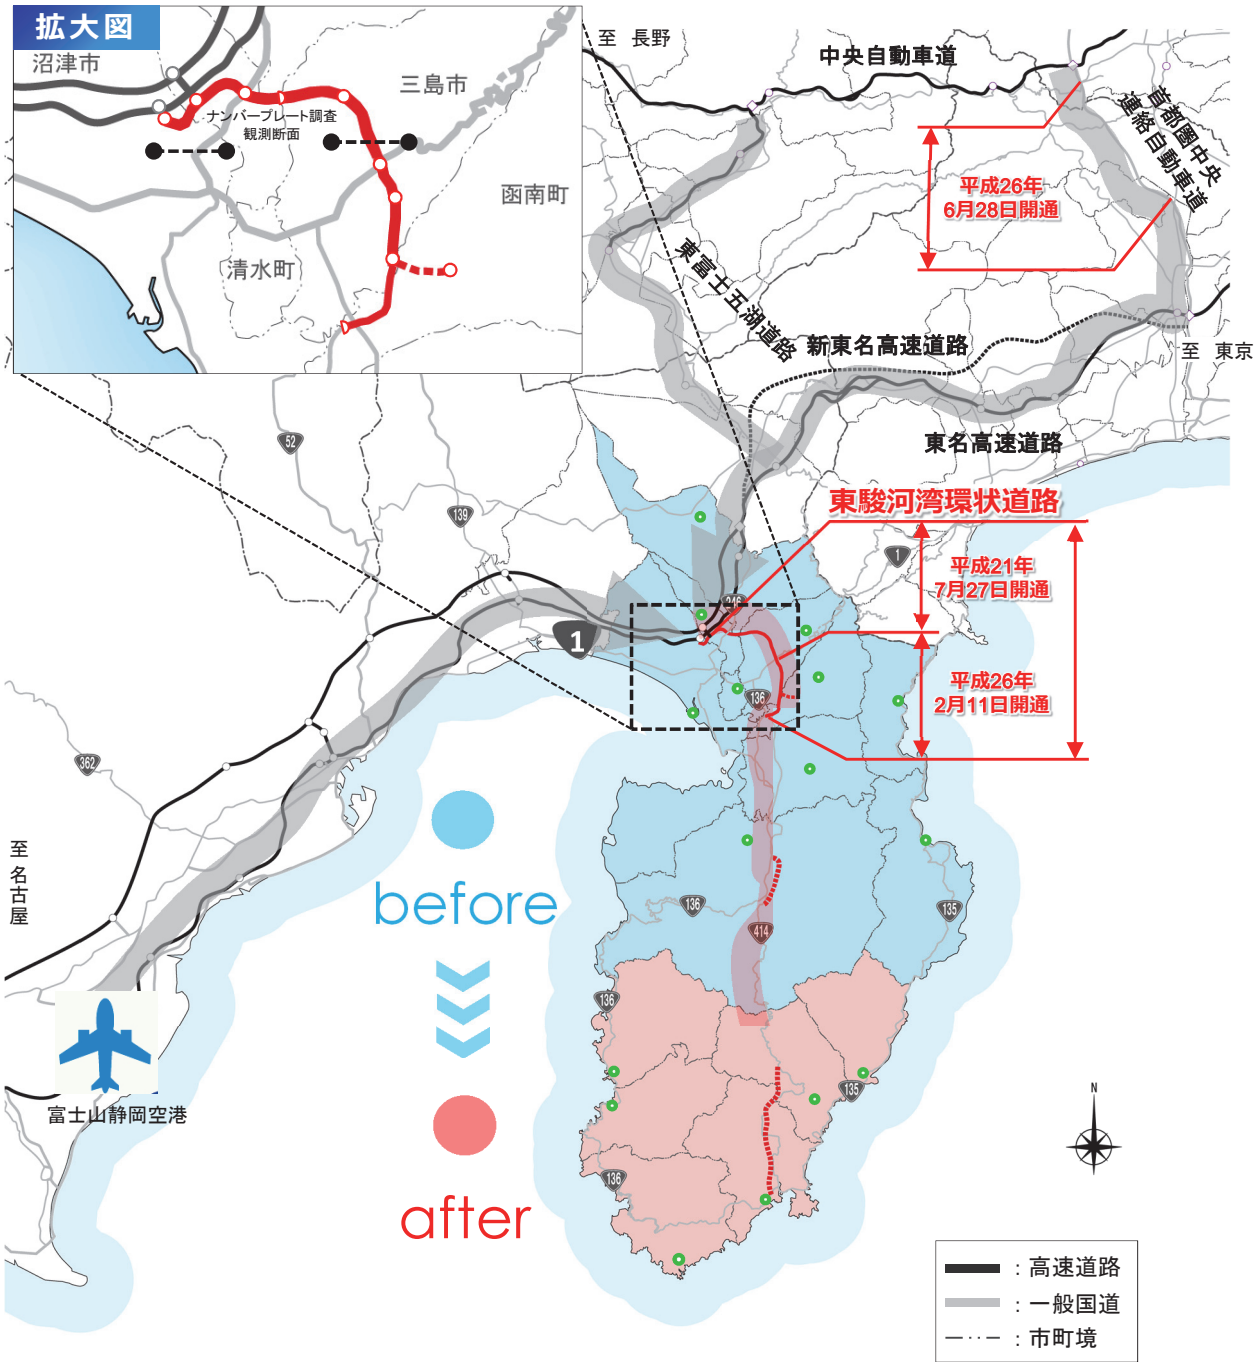 拡大図
沼津市
三島市
ナンバープレート調査
観測断面
函南町
清水町
至 長野
中央自動車道
首都圏中央
連絡自動車道
平成26年
6月28日開通
東富士五湖道路
新東名高速道路
至 東京
東名高速道路
52
139
東駿河湾環状道路
1
平成21年
7月27日開通
246
1
平成26年
2月11日開通
136
362
至 名古屋
before
136
135
414
136
富士山静岡空港
135
136
after
N
：高速道路
：一般国道
：市町境